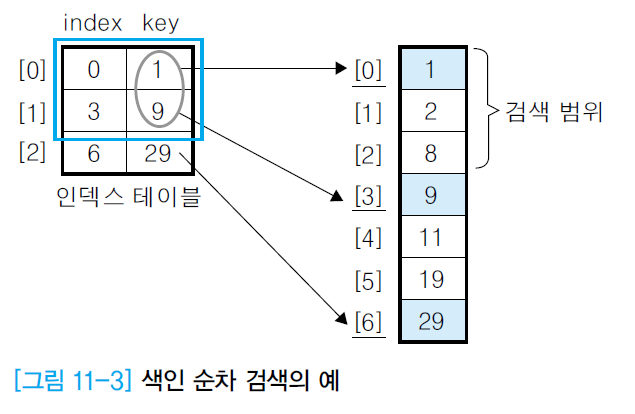 index key
[0] 0 1 [0] 1
[1] 3 9 [1] 2 검색 범위
[2] 6 29 [2] 8
인덱스 테이블 [3] 9
[4] 11
[5] 19
[6] 29
[그림 11-3] 색인 순차 검색의 예